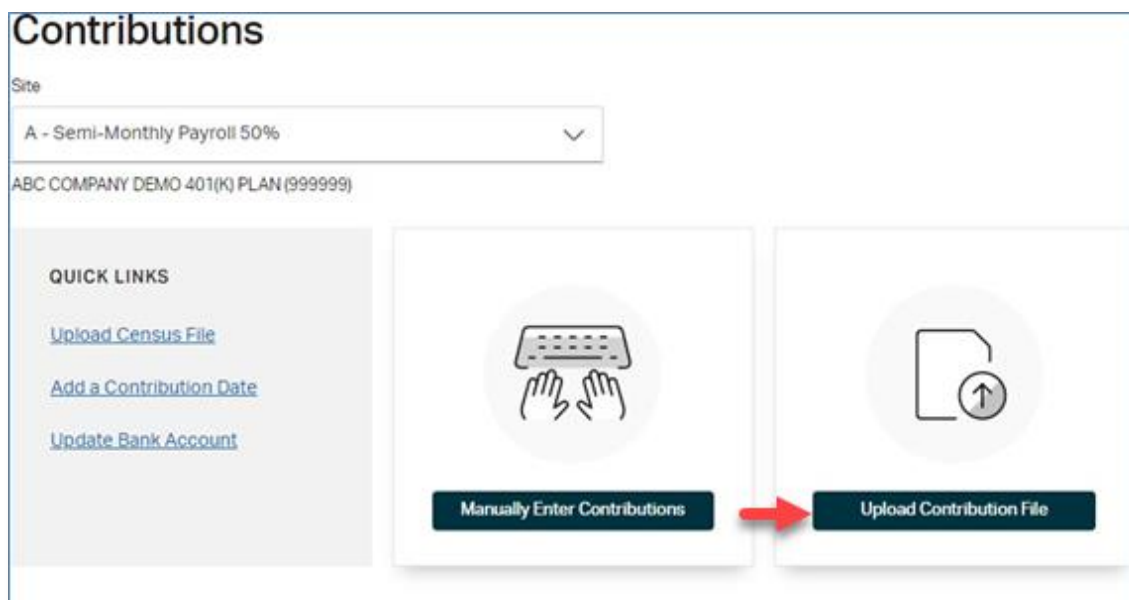 Contributions
Site
A - Semi-Monthly Payroll 50%
ABC COMPANY DEMO 401(K) PLAN (999999)
QUICK LINKS
Upload Census File
Add a Contribution Date
Update Bank Account
Manually Enter Contributions
Upload Contribution File